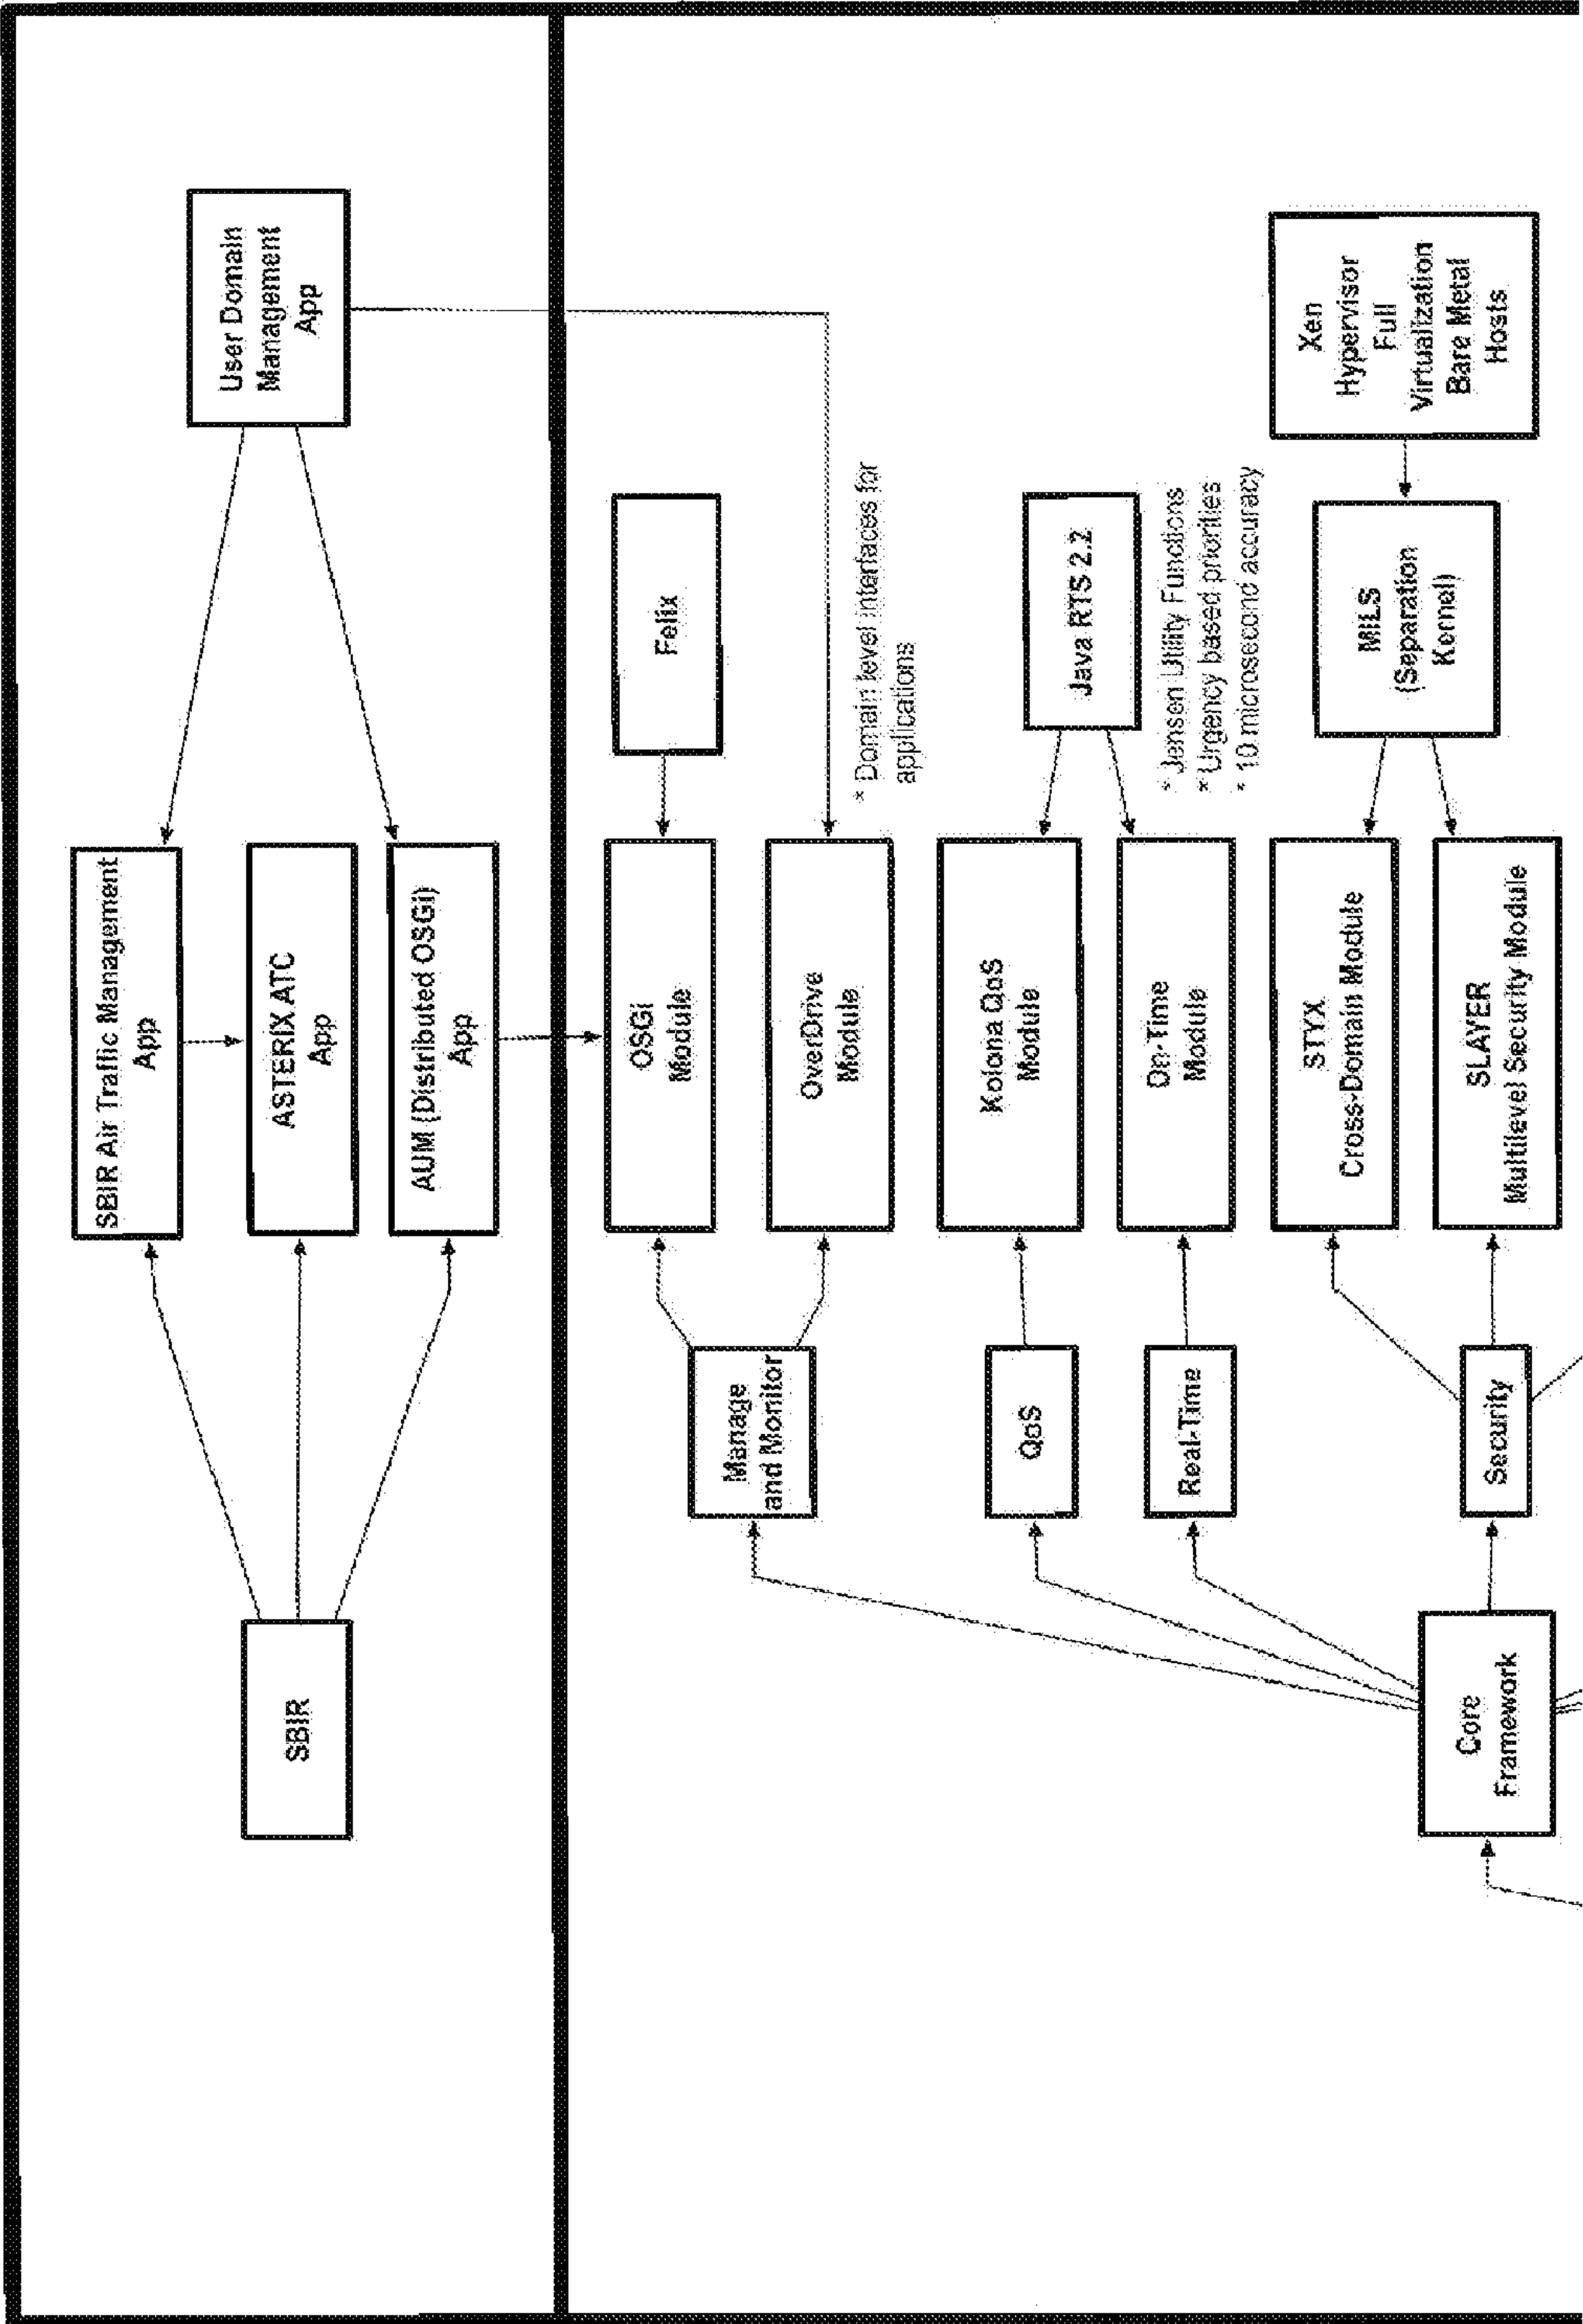 SBIR
SBIR Air Traffic Management
App
ASTERIX ATC
App
AUM (Distributed OSGi)
App
User Domain
Management
App
Manage
and Monitor
OSGi
Module
Felix
OverDrive
Module
* Domain level interfaces for
applications
QoS
Kolona QoS
Module
Java RTS 2.2
Real-Time
On-Time
Module
* Jensen Utility Functions
* Urgency based priorities
* 10 microsecond accuracy
Core
Framework
Security
STYX
Cross-Domain Module
SLAYER
Multilevel Security Module
MILS
(Separation
Kernel)
Xen
Hypervisor
Full
Virtualization
Bare Metal
Hosts